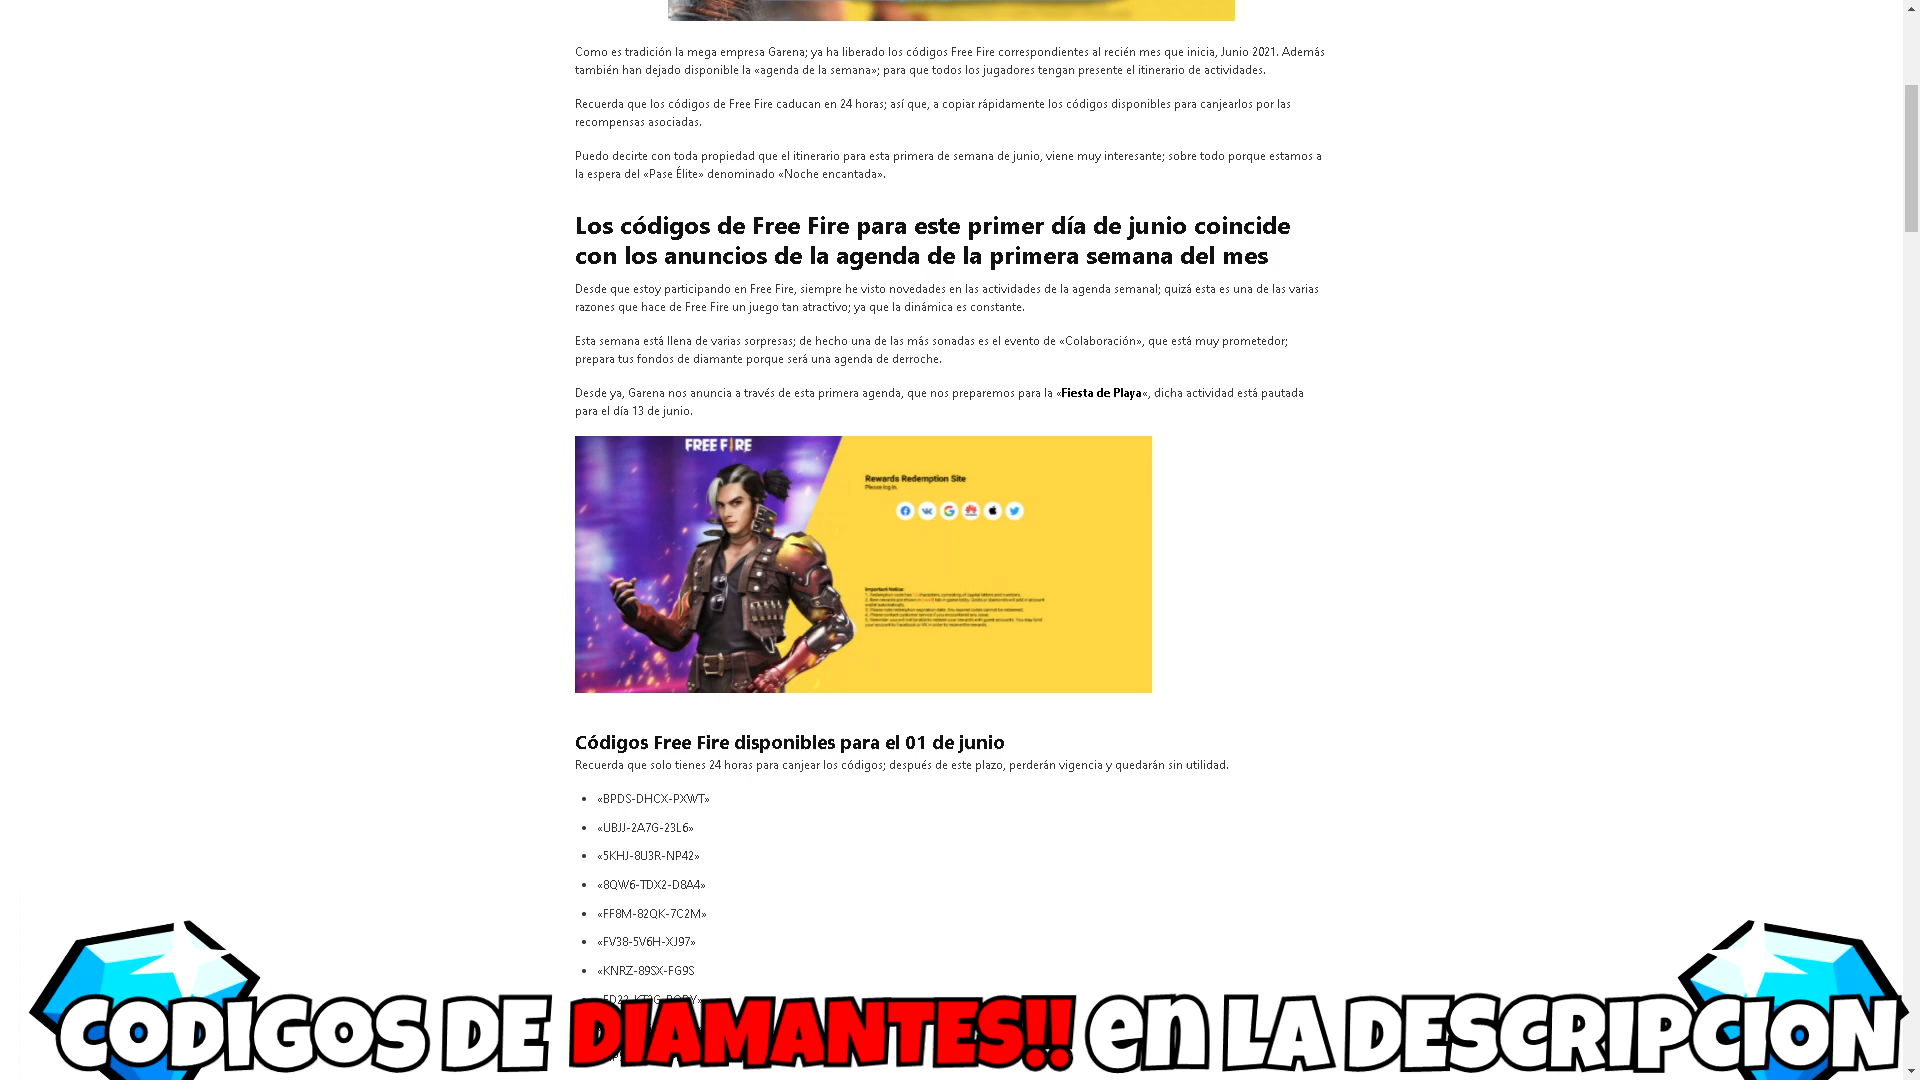 Como es tradición la mega empresa Garena; ya ha liberado los códigos Free Fire correspondientes al recién mes que inicia, Junio 2021. Además
también han dejado disponible la «agenda de la semana»; para que todos los jugadores tengan presente el itinerario de actividades.
Recuerda que los códigos de Free Fire caducan en 24 horas; así que, a copiar rápidamente los códigos disponibles para canjearlos por las
recompensas asociadas.
Puedo decirte con toda propiedad que el itinerario para esta primera de semana de junio, viene muy interesante; sobre todo porque estamos a
la espera del «Pase Élite» denominado «Noche encantada».
Los códigos de Free Fire para este primer día de junio coincide
con los anuncios de la agenda de la primera semana del mes
Desde que estoy participando en Free Fire, siempre he visto novedades en las actividades de la agenda semanal; quizá esta es una de las varias
razones que hace de Free Fire un juego tan atractivo; ya que la dinámica es constante.
Esta semana está llena de varias sorpresas; de hecho una de las más sonadas es el evento de «Colaboración», que está muy prometedor;
prepara tus fondos de diamante porque será una agenda de derroche.
Desde ya, Garena nos anuncia a través de esta primera agenda, que nos preparemos para la «Fiesta de Playa«, dicha actividad está pautada
para el día 13 de junio.
FREE FIRE
Rewards Redemption Site
Please log in.
Important Notice
Códigos Free Fire disponibles para el 01 de junio
Recuerda que solo tienes 24 horas para canjear los códigos; después de este plazo, perderán vigencia y quedarán sin utilidad.
«BPDS-DHCX-PXWT»
«UBJJ-2A7G-23L6»
«5KHJ-8U3R-NP42»
«8QW6-TDX2-D8A4»
«FF8M-82QK-7C2M»
«FV38-5V6H-XJ97»
«KNRZ-89SX-FG9S
CODIGOS DE DIAMANTES!! en LA DESCRIPCION